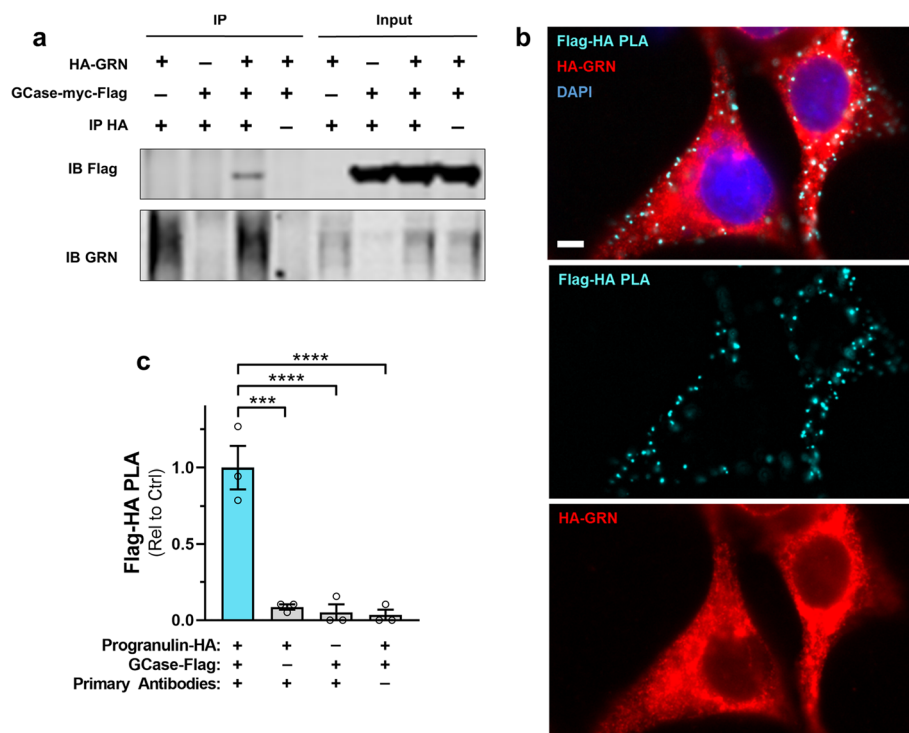 a
IP Input
HA-GRN + – + + + – + +
GCase-myc-Flag – + + + – + + +
IP HA + + + – + + + –
IB Flag
IB GRN
b
Flag-HA PLA
HA-GRN
DAPI
Flag-HA PLA
HA-GRN
c
****
****
***
Flag-HA PLA
(Rel to Ctrl)
1.0
0.5
0.0
Progranulin-HA: + + – +
GCase-Flag: + – + +
Primary Antibodies: + + + –